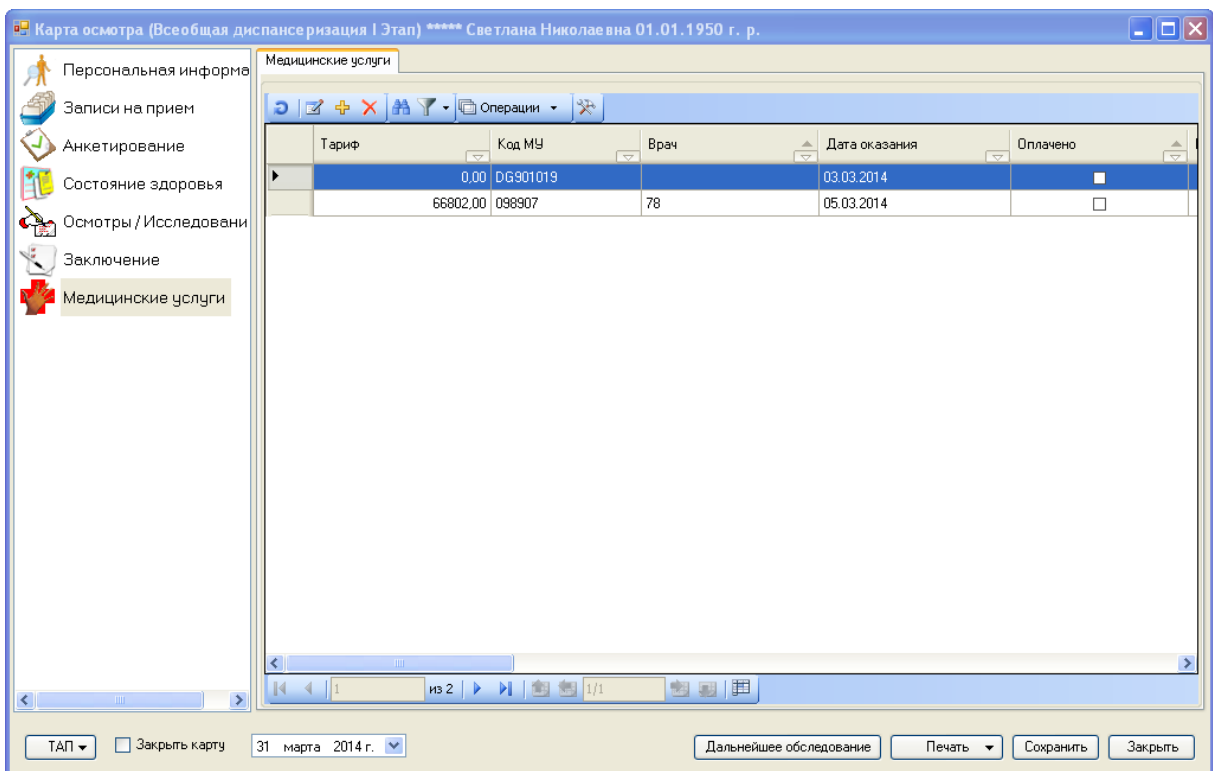 Карта осмотра (Всеобщая диспансеризация I Этап) ***** Светлана Николаевна 01.01.1950 г. р.
Персональная информа
Записи на прием
Анкетирование
Состояние здоровья
Осмотры / Исследовани
Заключение
Медицинские услуги
Медицинские услуги
Операции
Тариф Код МУ Врач Дата оказания Оплачено
0,00 DG901019 03.03.2014
66802,00 098907 78 05.03.2014
1 из 2 1/1
ТАП Закрыть карту 31 марта 2014 г. Дальнейшее обследование Печать Сохранить Закрыть